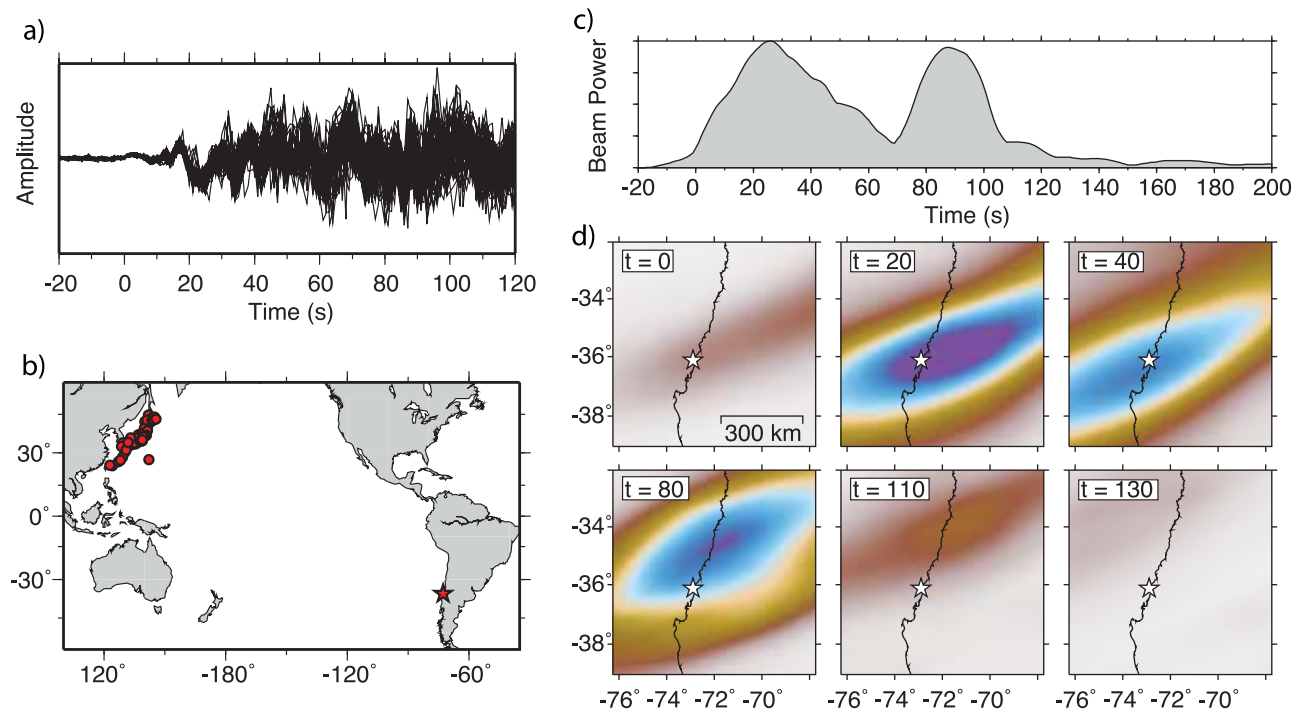 a)
Amplitude
-20 0 20 40 60 80 100 120
Time (s)
b)
30°
0°
-30°
120° -180° -120° -60°
c)
Beam Power
-20 0 20 40 60 80 100 120 140 160 180 200
Time (s)
d)
t = 0
t = 20
t = 40
-34°
-36°
-38°
300 km
t = 80
t = 110
t = 130
-34°
-36°
-38°
-76° -74° -72° -70°
-76° -74° -72° -70°
-76° -74° -72° -70°